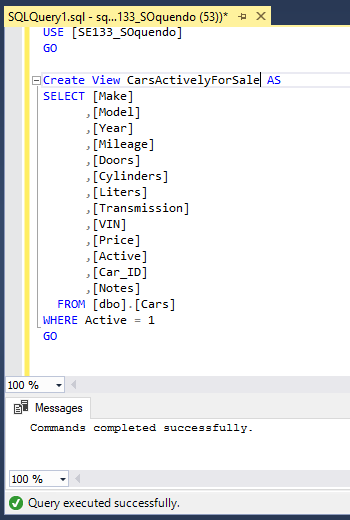 SQLQuery1.sql - sq...133_SOquendo (53))*
USE [SE133_SOquendo]
GO
Create View CarsActivelyForSale AS
SELECT [Make]
,[Model]
,[Year]
,[Mileage]
,[Doors]
,[Cylinders]
,[Liters]
,[Transmission]
,[VIN]
,[Price]
,[Active]
,[Car_ID]
,[Notes]
FROM [dbo].[Cars]
WHERE Active = 1
GO
100 %
Messages
Commands completed successfully.
100 %
Query executed successfully.